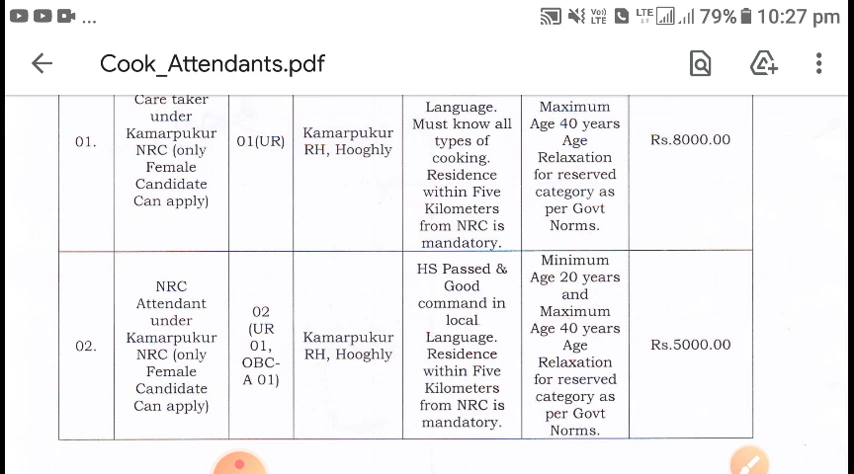 ... Vo)) LTE LTE 79% 10:27 pm
Cook_Attendants.pdf
01.
Care taker
under
Kamarpukur
NRC (only
Female
Candidate
Can apply)
01(UR)
Kamarpukur
RH, Hooghly
Language.
Must know all
types of
cooking.
Residence
within Five
Kilometers
from NRC is
mandatory.
Maximum
Age 40 years
Age
Relaxation
for reserved
category as
per Govt
Norms.
Rs.8000.00
02.
NRC
Attendant
under
Kamarpukur
NRC (only
Female
Candidate
Can apply)
02
(UR
01,
OBC-
A 01)
Kamarpukur
RH, Hooghly
HS Passed &
Good
command in
local
Language.
Residence
within Five
Kilometers
from NRC is
mandatory.
Minimum
Age 20 years
and
Maximum
Age 40 years
Age
Relaxation
for reserved
category as
per Govt
Norms.
Rs.5000.00